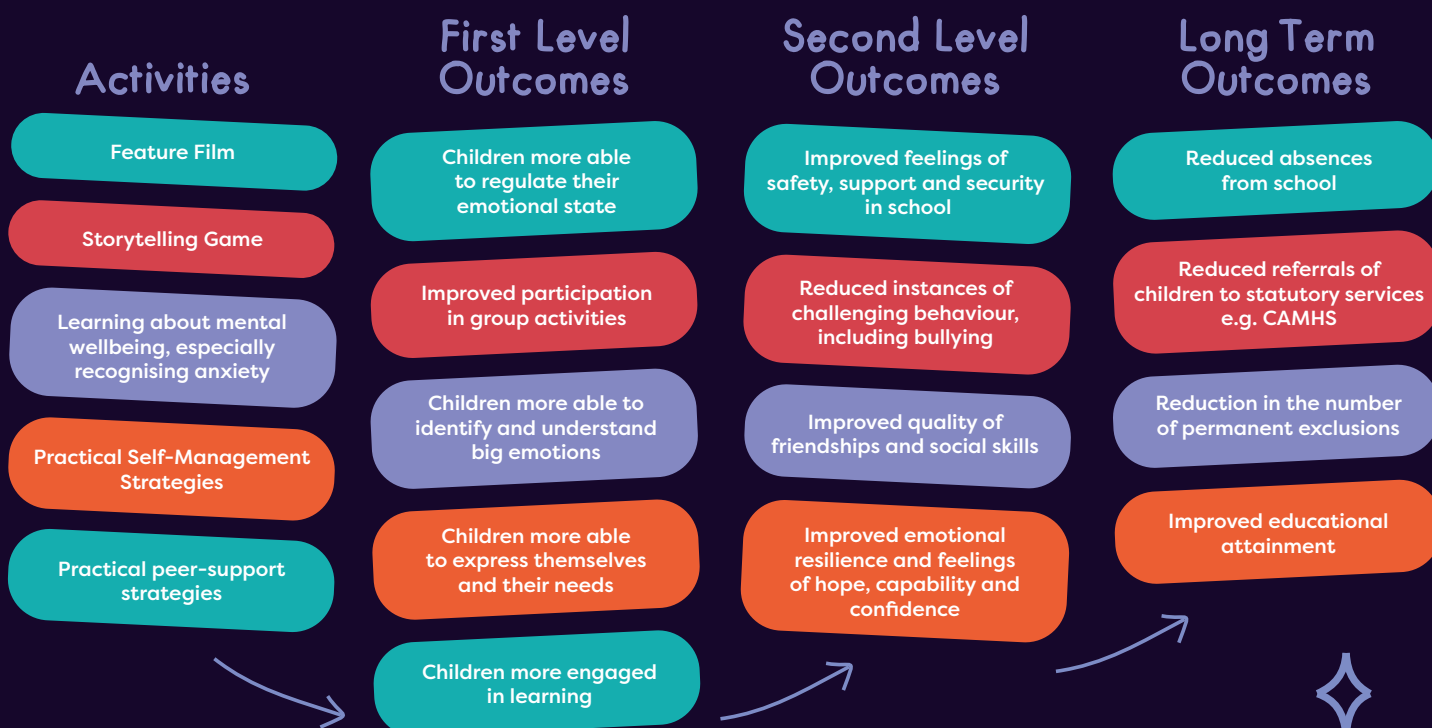 Activities
Feature Film
Storytelling Game
Learning about mental
wellbeing, especially
recognising anxiety
Practical Self-Management
Strategies
Practical peer-support
strategies
First Level
Outcomes
Children more able
to regulate their
emotional state
Improved participation
in group activities
Children more able to
identify and understand
big emotions
Children more able
to express themselves
and their needs
Children more engaged
in learning
Second Level
Outcomes
Improved feelings of
safety, support and security
in school
Reduced instances of
challenging behaviour,
including bullying
Improved quality of
friendships and social skills
Improved emotional
resilience and feelings
of hope, capability and
confidence
Long Term
Outcomes
Reduced absences
from school
Reduced referrals of
children to statutory services
e.g. CAMHS
Reduction in the number
of permanent exclusions
Improved educational
attainment